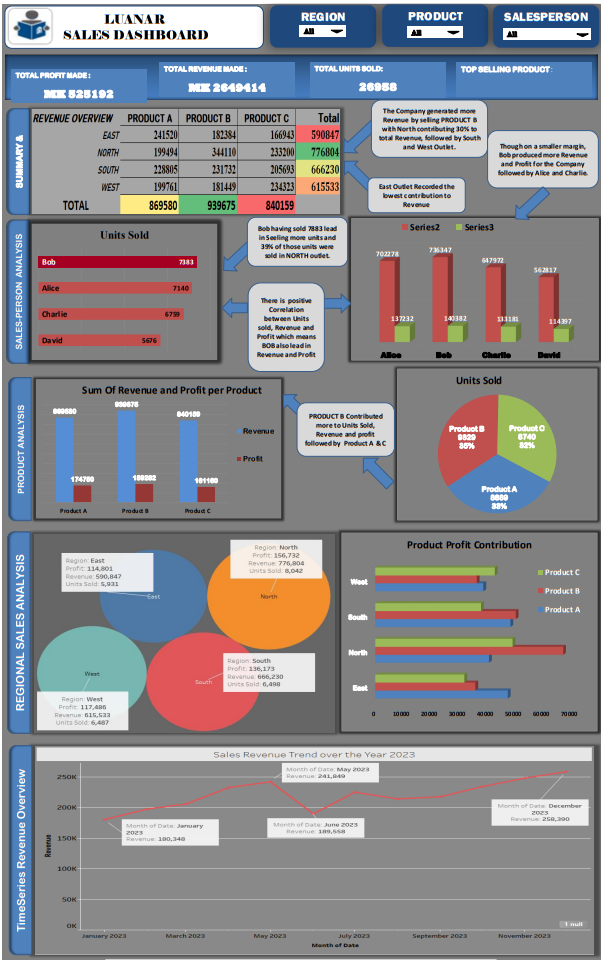 LUANAR
SALES DASHBOARD
REGION
All
PRODUCT
All
SALESPERSON
All
TOTAL PROFIT MADE :
MK 525192
TOTAL REVENUE MADE :
MK 2649414
TOTAL UNITS SOLD:
26958
TOP SELLING PRODUCT:
SUMMARY &
REVENUE OVERVIEW PRODUCT A PRODUCT B PRODUCT C Total
EAST 241520 182384 166943 590847
NORTH 199494 344110 233200 776804
SOUTH 228805 231732 205693 666230
WEST 199761 181449 234323 615533
TOTAL 869580 939675 840159
The Company generated more
Revenue by selling PRODUCT B
with North contributing 30% to
total Revenue, followed by South
and West Outlet.
East Outlet Recorded the
lowest contribution to
Revenue
Though on a smaller margin,
Bob produced more Revenue
and Profit for the Company
followed by Alice and Charlie.
SALES-PERSON ANALYSIS
Units Sold
Bob 7383
Alice 7140
Charlie 6759
David 5676
Bob having sold 7883 lead
in Seeling more units and
39% of those units were
sold in NORTH outlet.
There is positive
Correlation
between Units
sold, Revenue and
Profit which means
BOB also lead in
Revenue and Profit
Series2 Series3
702278 736347 647972 562817
137232 140382 133181 114397
Alice Bob Charlie David
PRODUCT ANALYSIS
Sum Of Revenue and Profit per Product
869580 939675 840159
Revenue
Profit
Product A Product B Product C
PRODUCT B Contributed
more to Units Sold,
Revenue and profit
followed by Product A &C
Units Sold
Product B
9529
35%
Product C
8740
32%
Product A
8689
33%
REGIONAL SALES ANALYSIS
Region: East
Profit: 114,801
Revenue: 590,847
Units Sold: 5,931
East
Region: North
Profit: 156,732
Revenue: 776,804
Units Sold: 8,042
North
Region: South
Profit: 136,173
Revenue: 666,230
Units Sold: 6,498
South
West
Region: West
Profit: 117,486
Revenue: 615,533
Units Sold: 6,487
Product Profit Contribution
West
South
North
East
Product C
Product B
Product A
0 10000 20000 30000 40000 50000 60000 70000
TimeSeries Revenue Overview
Sales Revenue Trend over the Year 2023
250K
200K
150K
100K
50K
0K
Revenue
Month of Date: January
2023
Revenue: 180,348
Month of Date: May 2023
Revenue: 241,849
Month of Date: June 2023
Revenue: 189,558
Month of Date: December
2023
Revenue: 258,390
1 null
January 2023 March 2023 May 2023 July 2023 September 2023 November 2023
Month of Date